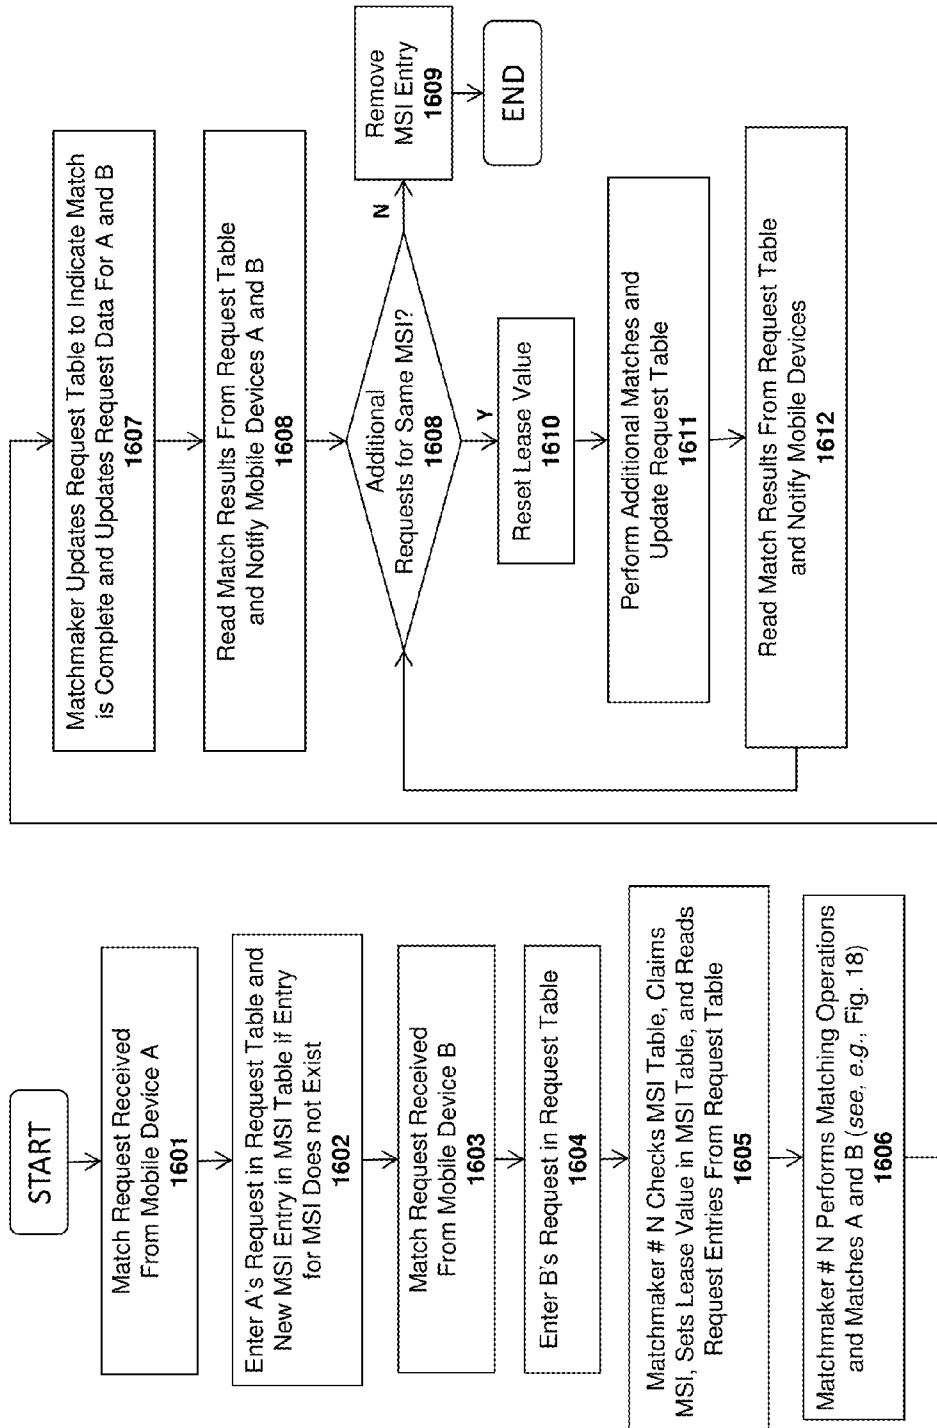 START
Match Request Received
From Mobile Device A
1601
Enter A's Request in Request Table and
New MSI Entry in MSI Table if Entry
for MSI Does not Exist
1602
Match Request Received
From Mobile Device B
1603
Enter B's Request in Request Table
1604
Matchmaker # N Checks MSI Table, Claims
MSI, Sets Lease Value in MSI Table, and Reads
Request Entries From Request Table
1605
Matchmaker # N Performs Matching Operations
and Matches A and B (see, e.g., Fig. 18)
1606
Matchmaker Updates Request Table to Indicate Match
is Complete and Updates Request Data For A and B
1607
Read Match Results From Request Table
and Notify Mobile Devices A and B
1608
Additional
Requests for Same MSI?
1608
N
Remove
MSI Entry
1609
END
Y
Reset Lease Value
1610
Perform Additional Matches and
Update Request Table
1611
Read Match Results From Request Table
and Notify Mobile Devices
1612